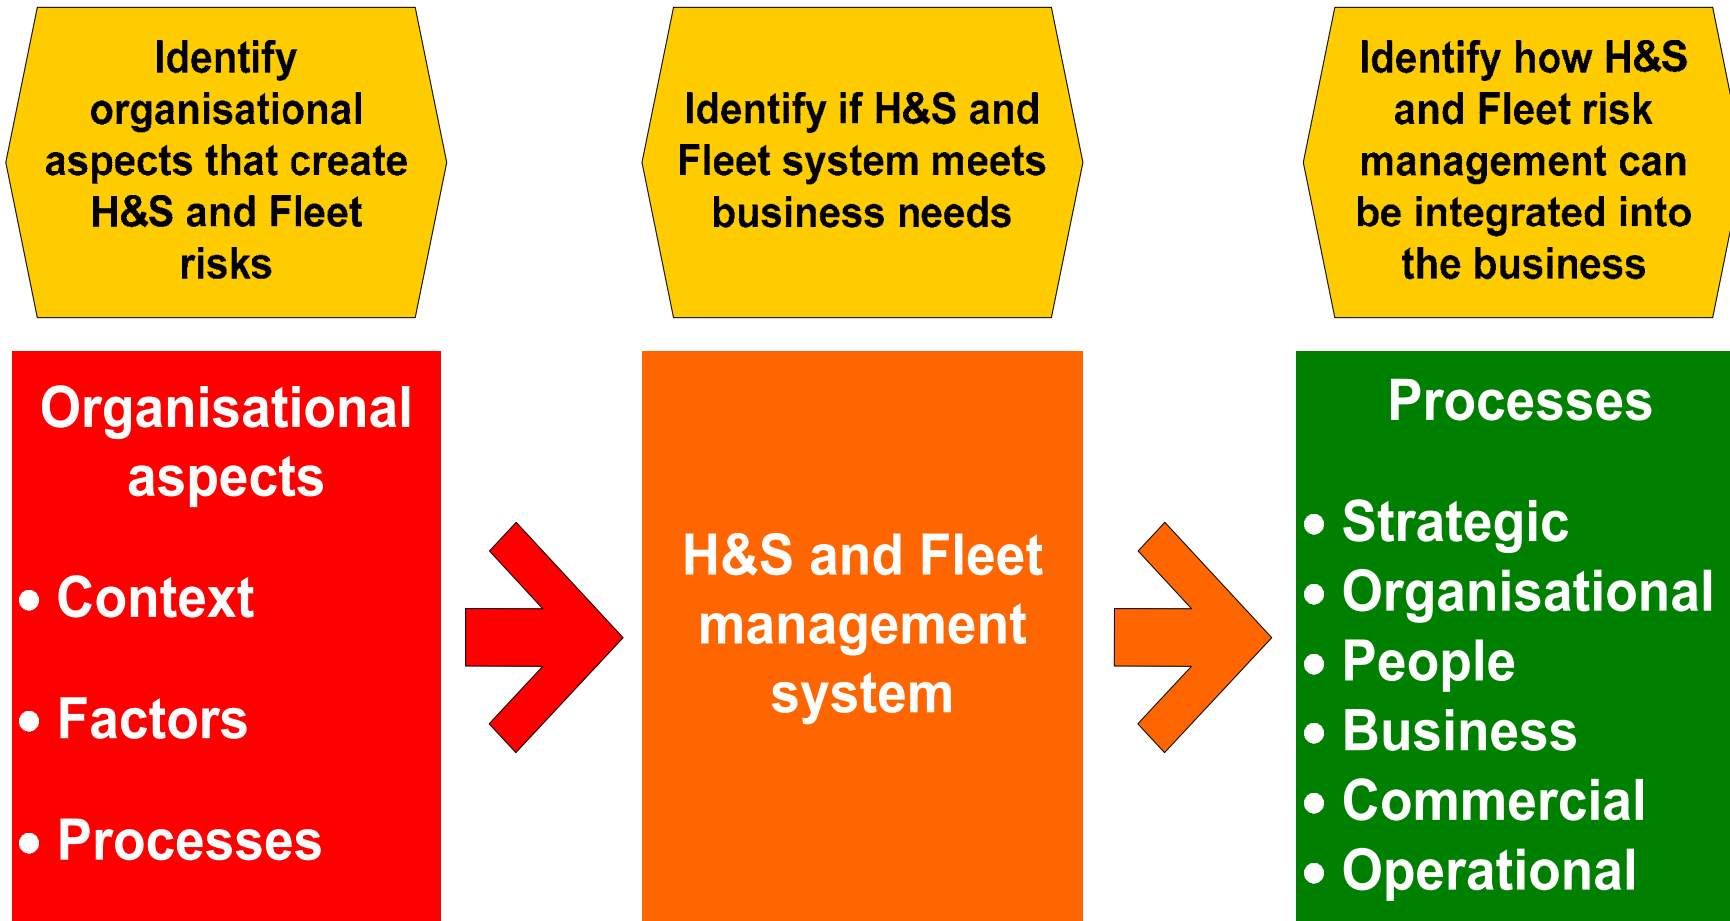 Identify
organisational
aspects that create
H&S and Fleet
risks
Identify if H&S and
Fleet system meets
business needs
Identify how H&S
and Fleet risk
management can
be integrated into
the business
Organisational
aspects
• Context
• Factors
• Processes
H&S and Fleet
management
system
Processes
• Strategic
• Organisational
• People
• Business
• Commercial
• Operational